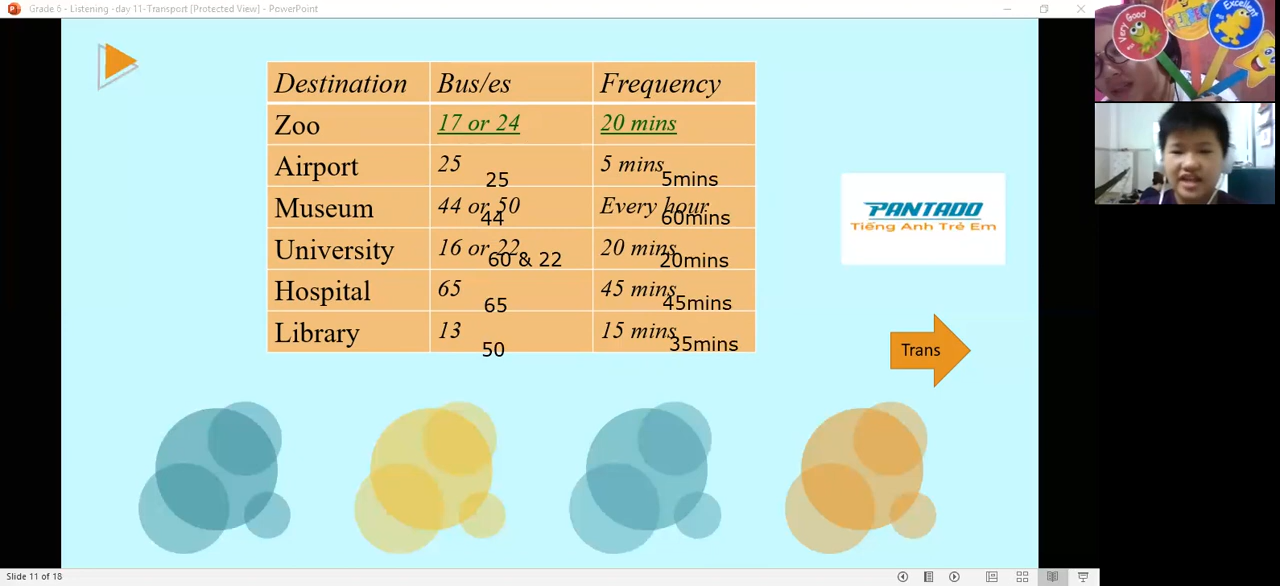 Grade 6 - Listening -day 11-Transport [Protected View] - PowerPoint
Very Good
Excellent
Destination Bus/es Frequency
Zoo 17 or 24 20 mins
Airport 25 5 mins
25 5mins
Museum 44 or 50 Every hour
44 60mins
University 16 or 22 20 mins
60 & 22 20mins
Hospital 65 45 mins
65 45mins
Library 13 15 mins
50 35mins
PANTADO
Tiếng Anh Trẻ Em
Trans
Slide 11 of 18